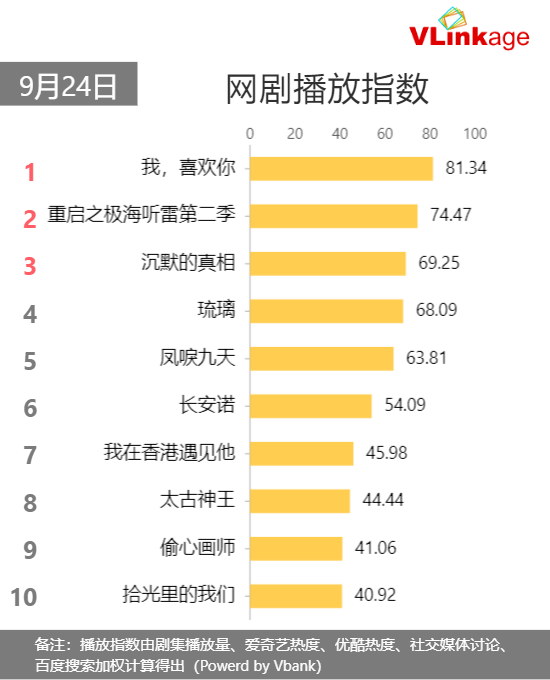 VLinkage
9月24日
网剧播放指数
0 20 40 60 80 100
1 我，喜欢你 81.34
2 重启之极海听雷第二季 74.47
3 沉默的真相 69.25
4 琉璃 68.09
5 凤唳九天 63.81
6 长安诺 54.09
7 我在香港遇见他 45.98
8 太古神王 44.44
9 偷心画师 41.06
10 拾光里的我们 40.92
备注：播放指数由剧集播放量、爱奇艺热度、优酷热度、社交媒体讨论、
百度搜索加权计算得出（Powerd by Vbank）